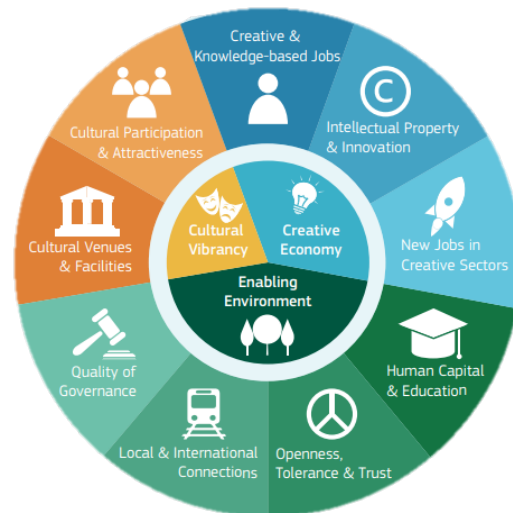 Creative &
Knowledge-based Jobs
C
Intellectual Property
& Innovation
New Jobs in
Creative Sectors
Human Capital
& Education
Openness,
Tolerance & Trust
Local & International
Connections
Quality of
Governance
Cultural Venues
& Facilities
Cultural Participation
& Attractiveness
Cultural
Vibrancy
Creative
Economy
Enabling
Environment